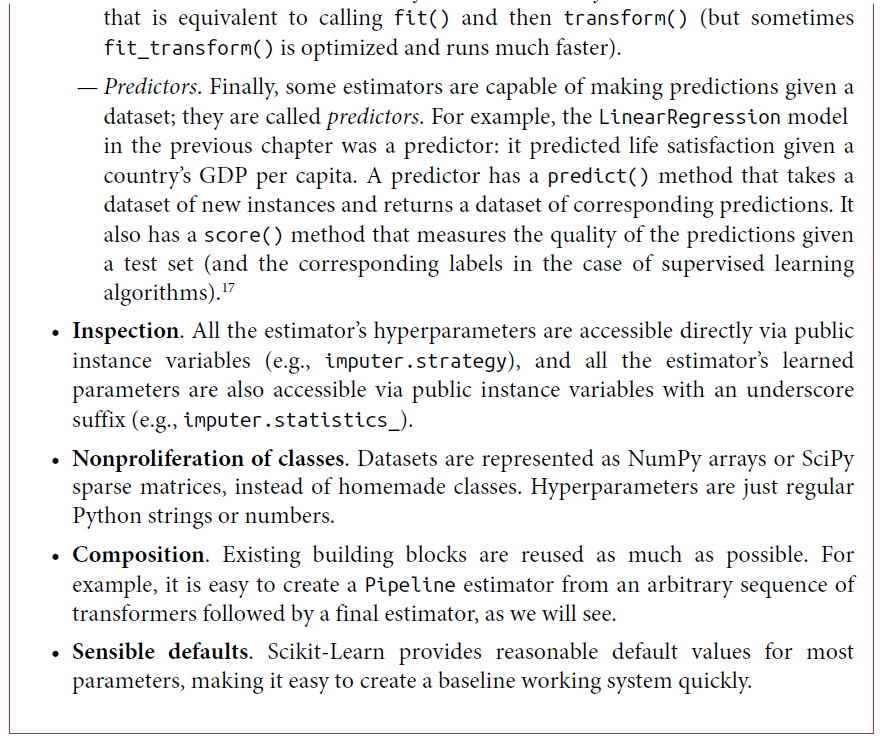 that is equivalent to calling fit() and then transform() (but sometimes
fit_transform() is optimized and runs much faster).
— Predictors. Finally, some estimators are capable of making predictions given a
dataset; they are called predictors. For example, the LinearRegression model
in the previous chapter was a predictor: it predicted life satisfaction given a
country’s GDP per capita. A predictor has a predict() method that takes a
dataset of new instances and returns a dataset of corresponding predictions. It
also has a score() method that measures the quality of the predictions given
a test set (and the corresponding labels in the case of supervised learning
algorithms).17
• Inspection. All the estimator’s hyperparameters are accessible directly via public
instance variables (e.g., imputer.strategy), and all the estimator’s learned
parameters are also accessible via public instance variables with an underscore
suffix (e.g., imputer.statistics_).
• Nonproliferation of classes. Datasets are represented as NumPy arrays or SciPy
sparse matrices, instead of homemade classes. Hyperparameters are just regular
Python strings or numbers.
• Composition. Existing building blocks are reused as much as possible. For
example, it is easy to create a Pipeline estimator from an arbitrary sequence of
transformers followed by a final estimator, as we will see.
• Sensible defaults. Scikit-Learn provides reasonable default values for most
parameters, making it easy to create a baseline working system quickly.